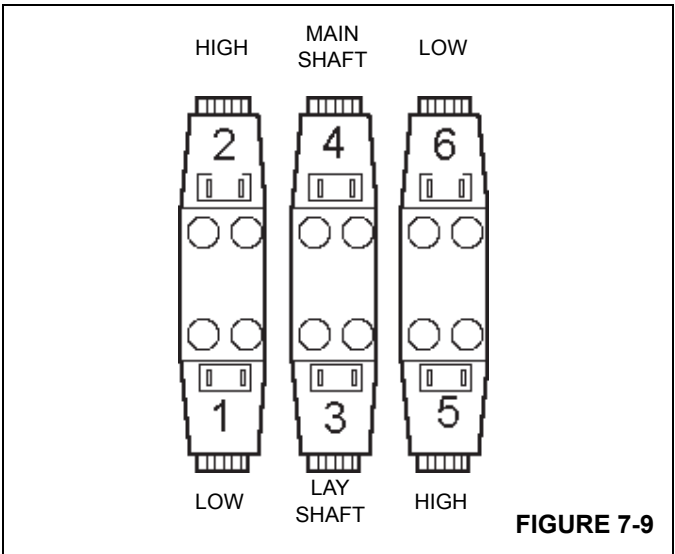 HIGH
MAIN
SHAFT
LOW
2
4
6
1
3
5
LOW
LAY
SHAFT
HIGH
FIGURE 7-9